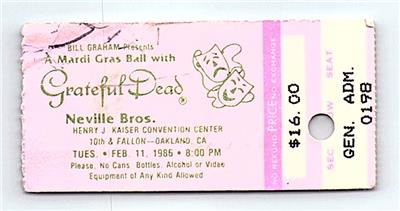 BILL GRAHAM Presents
A Mardi Gras Ball with
Grateful Dead
Neville Bros.
HENRY J. KAISER CONVENTION CENTER
10th & FALLON—OAKLAND, CA
TUES. • FEB. 11, 1986 • 8:00 PM
Please, No Cans, Bottles, Alcohol or Video
Equipment of Any Kind Allowed
NO REFUND PRICE NO EXCHANGE
$16.00
SEC ROW SEAT
GEN. ADM.
0198